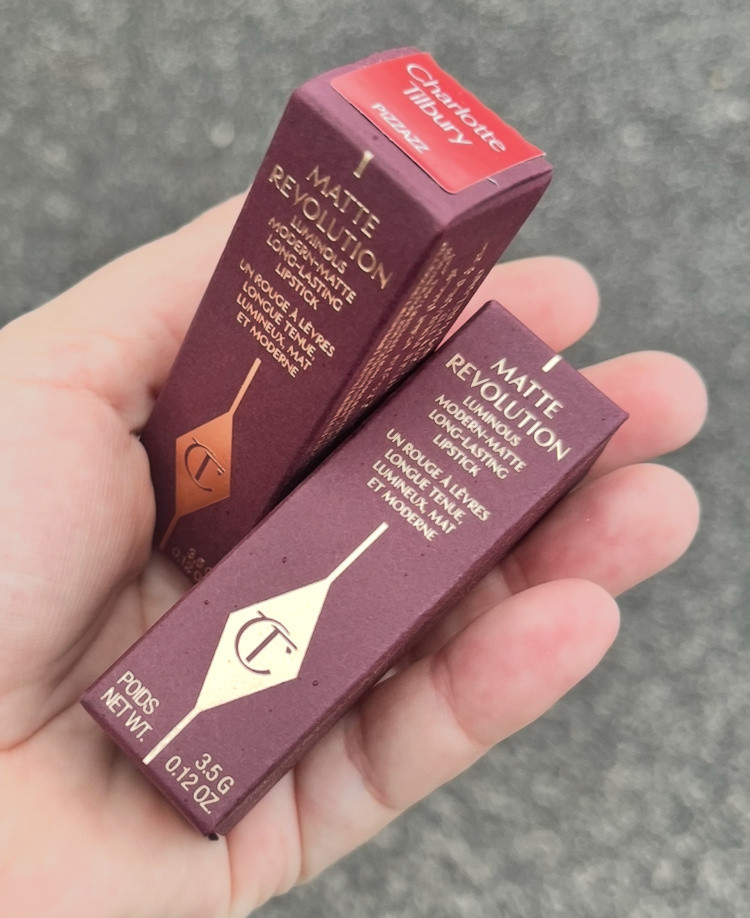 Charlotte
Tilbury
PIZZAZZ
MATTE
REVOLUTION
LUMINOUS
MODERN-MATTE
LONG-LASTING
LIPSTICK
UN ROUGE À LÈVRES
LONGUE TENUE,
LUMINEUX, MAT
ET MODERNE
CT
3.5 G
MATTE
REVOLUTION
LUMINOUS
MODERN-MATTE
LONG-LASTING
LIPSTICK
UN ROUGE À LÈVRES
LONGUE TENUE,
LUMINEUX, MAT
ET MODERNE
CT
POIDS
NET WT.
3.5 G
0.12 OZ.